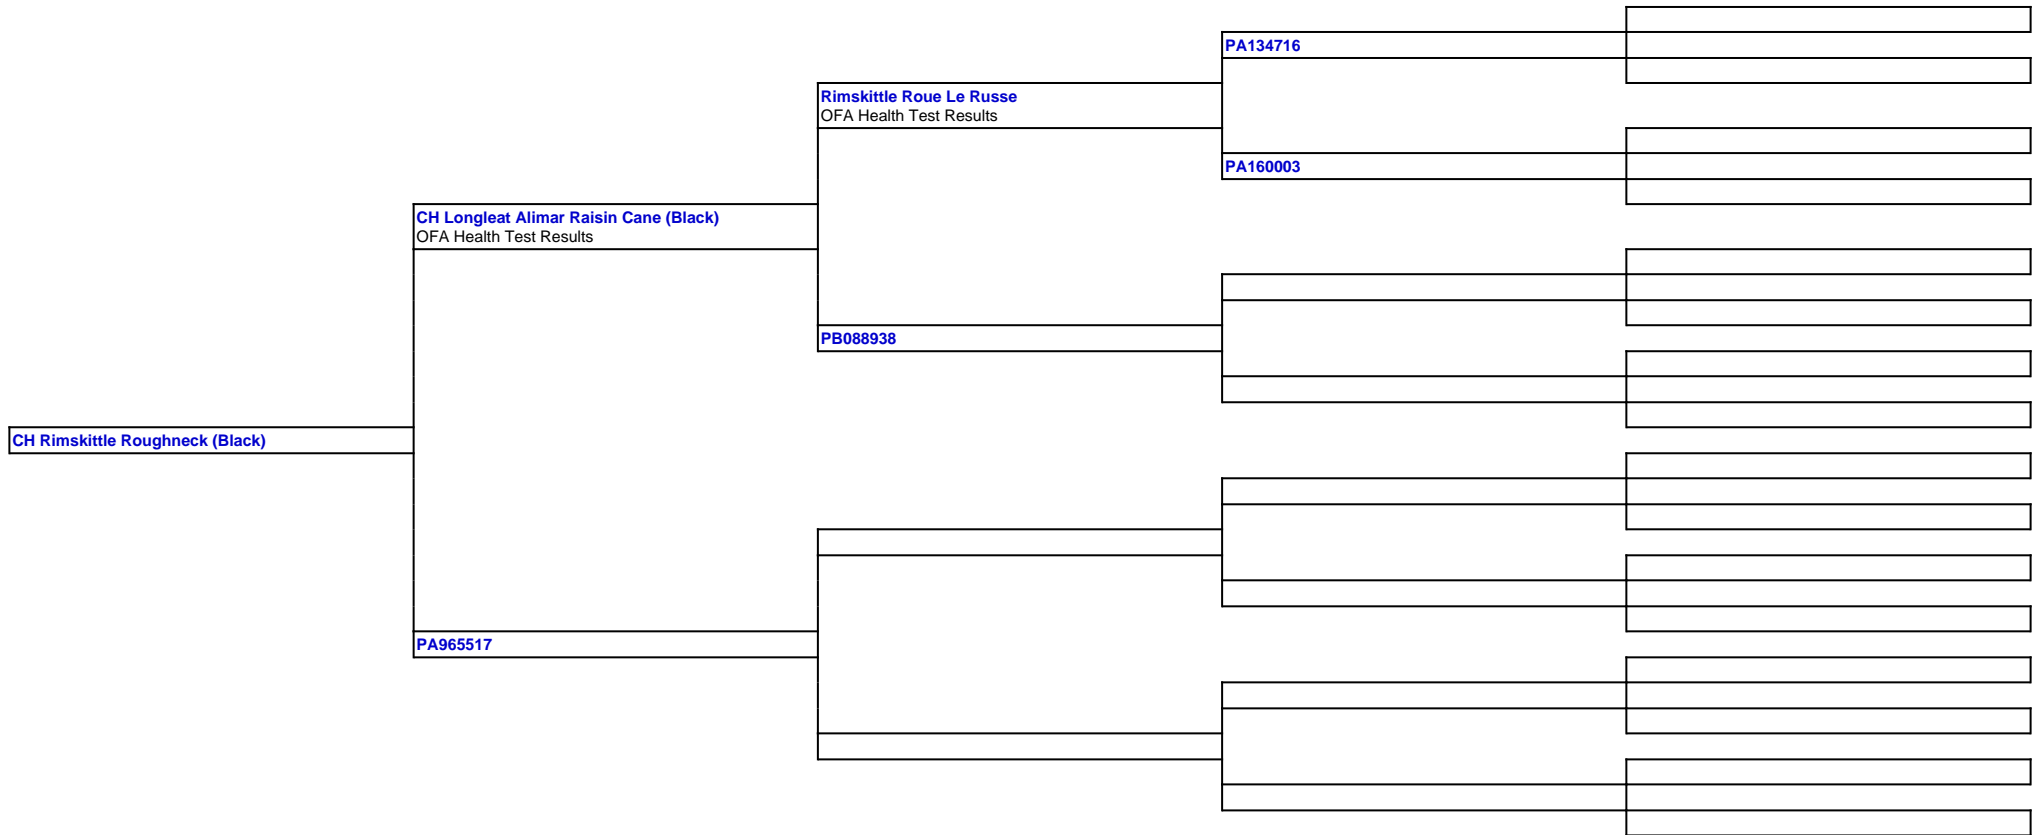 PA134716
Rimskittle Roue Le Russe
OFA Health Test Results
PA160003
CH Longleat Alimar Raisin Cane (Black)
OFA Health Test Results
PB088938
CH Rimskittle Roughneck (Black)
PA965517